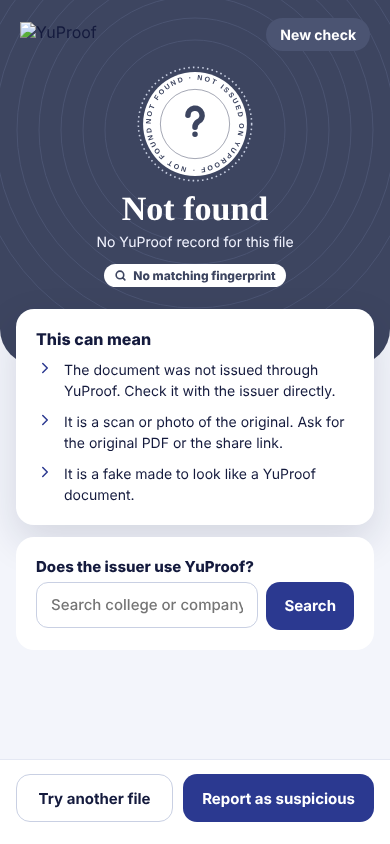 YuProof
New check
NOT FOUND · NOT ISSUED ON YUPROOF · NOT FOUND
?
Not found
No YuProof record for this file
No matching fingerprint
This can mean
The document was not issued through
YuProof. Check it with the issuer directly.
It is a scan or photo of the original. Ask for
the original PDF or the share link.
It is a fake made to look like a YuProof
document.
Does the issuer use YuProof?
Search college or company
Search
Try another file
Report as suspicious